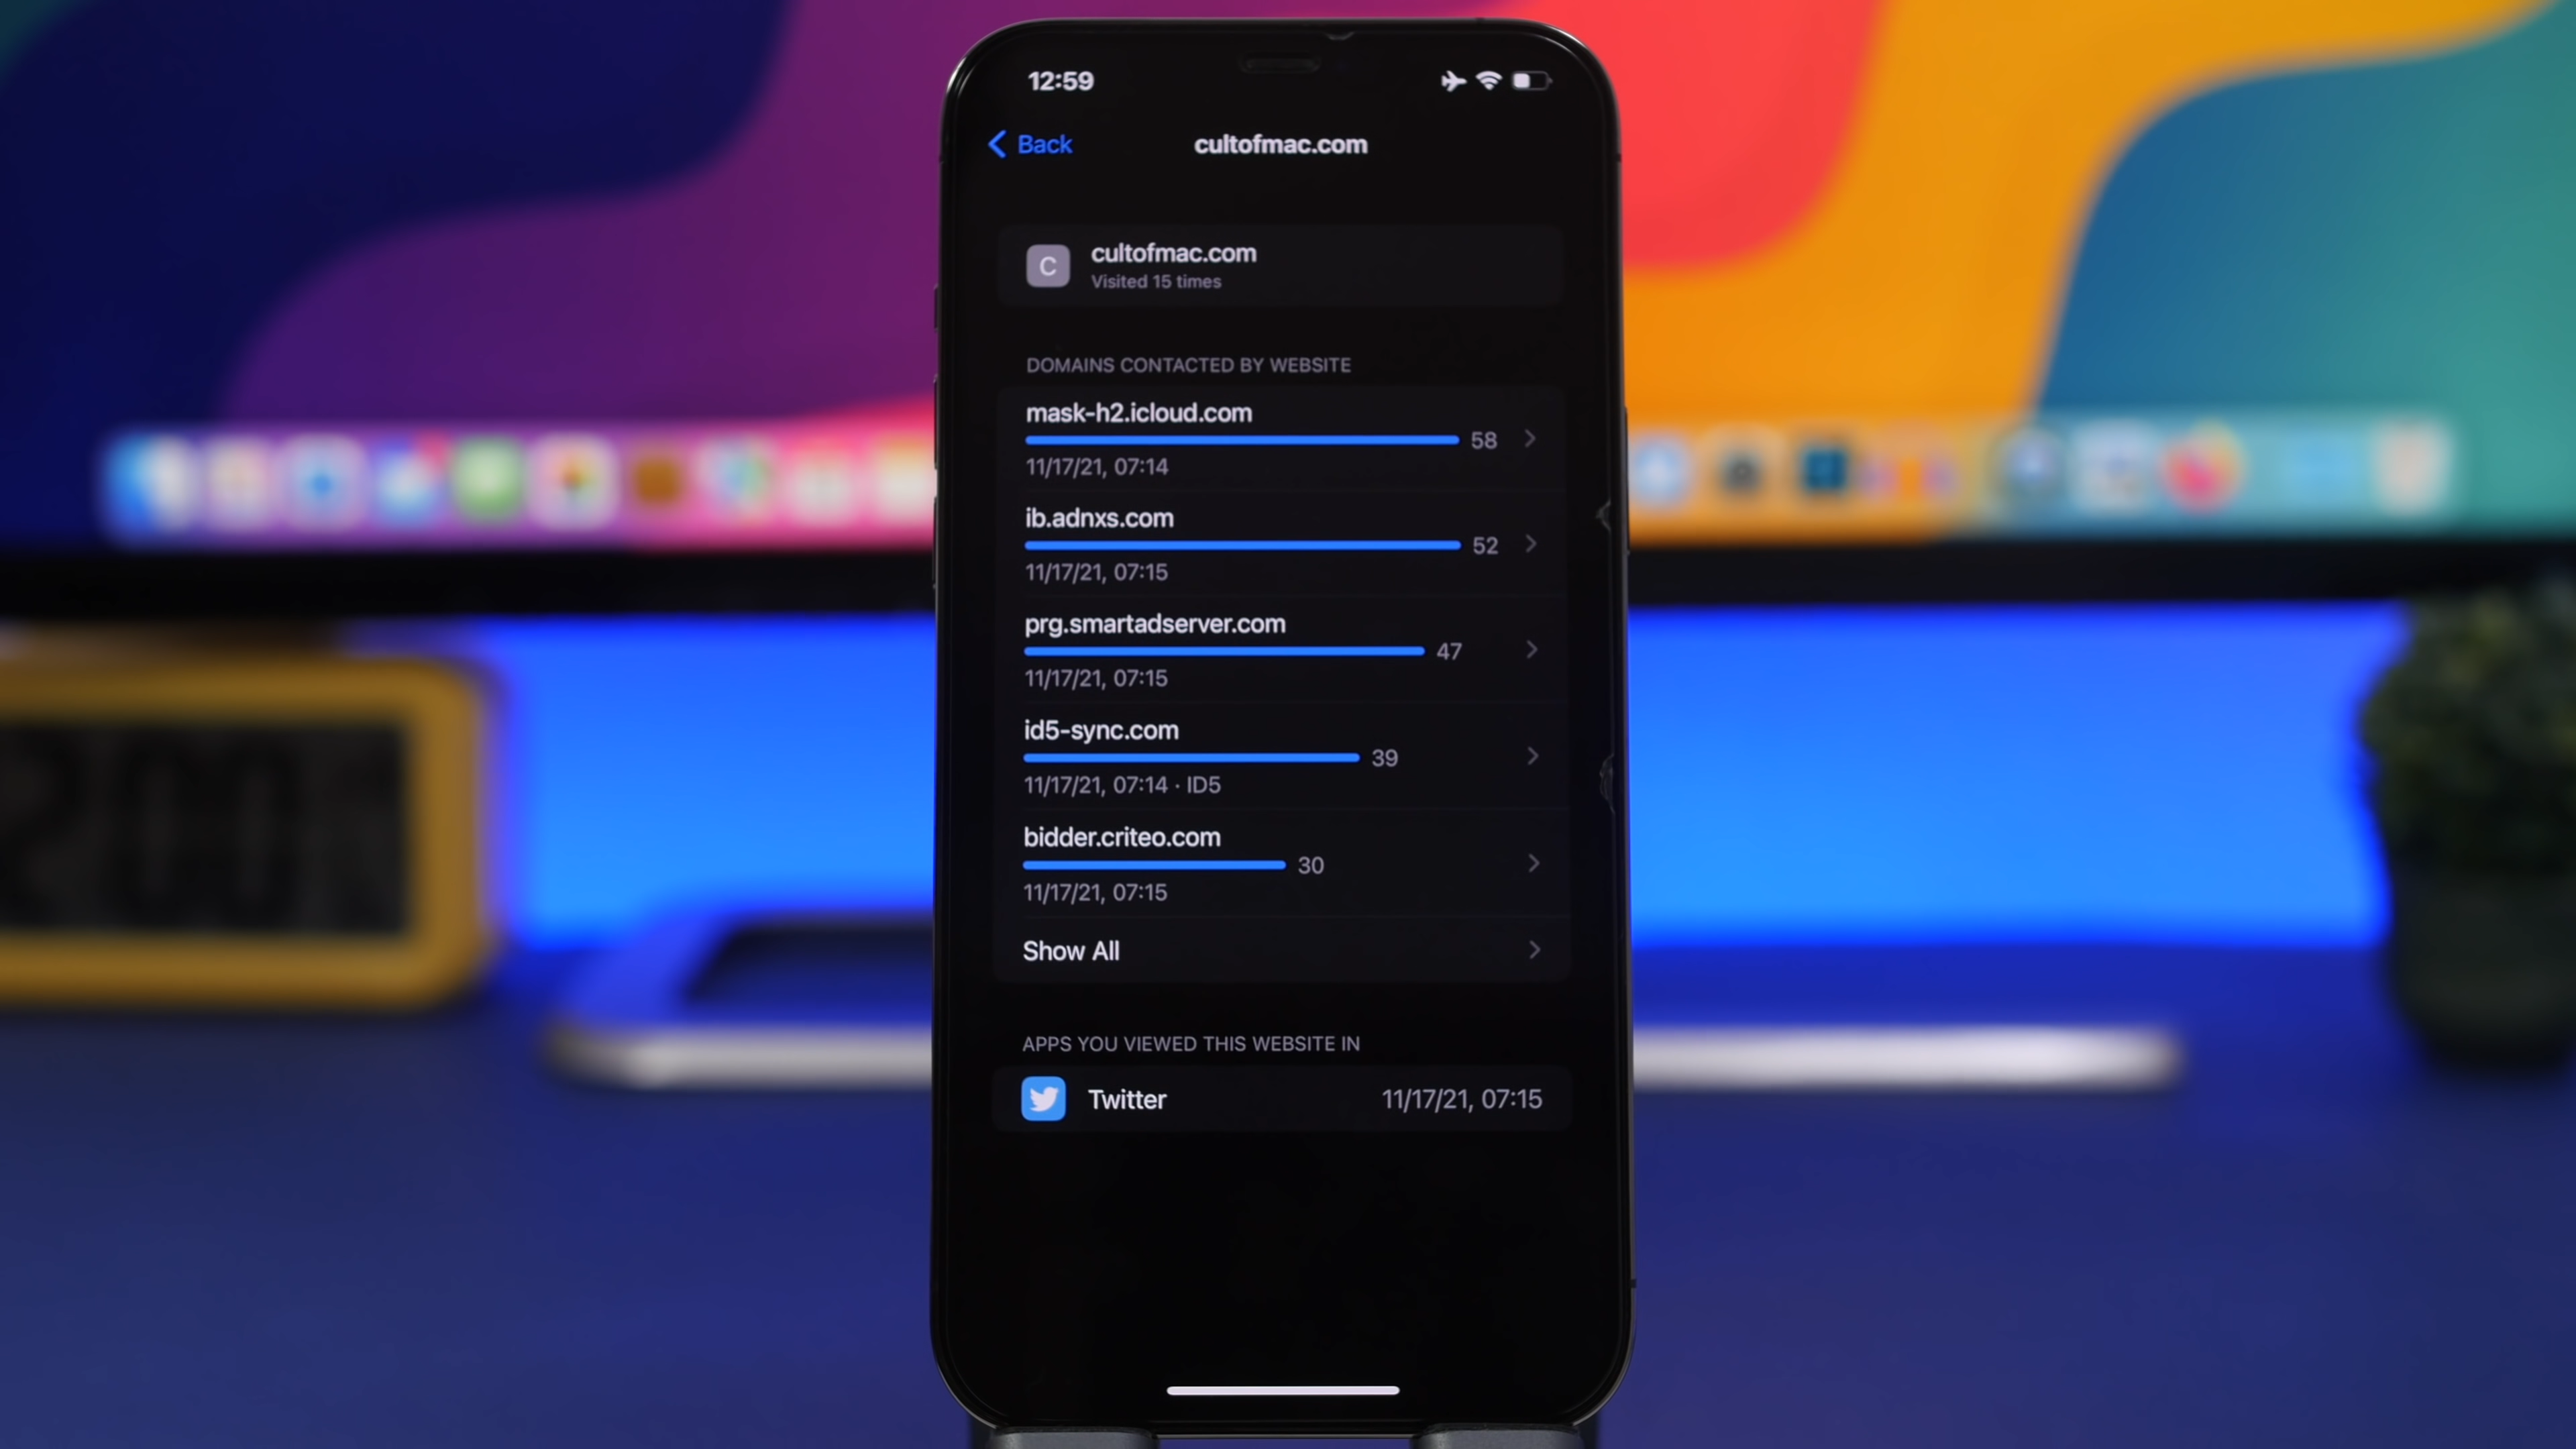 12:59
Back
cultofmac.com
C
cultofmac.com
Visited 15 times
DOMAINS CONTACTED BY WEBSITE
mask-h2.icloud.com
58
11/17/21, 07:14
ib.adnxs.com
52
11/17/21, 07:15
prg.smartadserver.com
47
11/17/21, 07:15
id5-sync.com
39
11/17/21, 07:14 · ID5
bidder.criteo.com
30
11/17/21, 07:15
Show All
APPS YOU VIEWED THIS WEBSITE IN
Twitter 11/17/21, 07:15